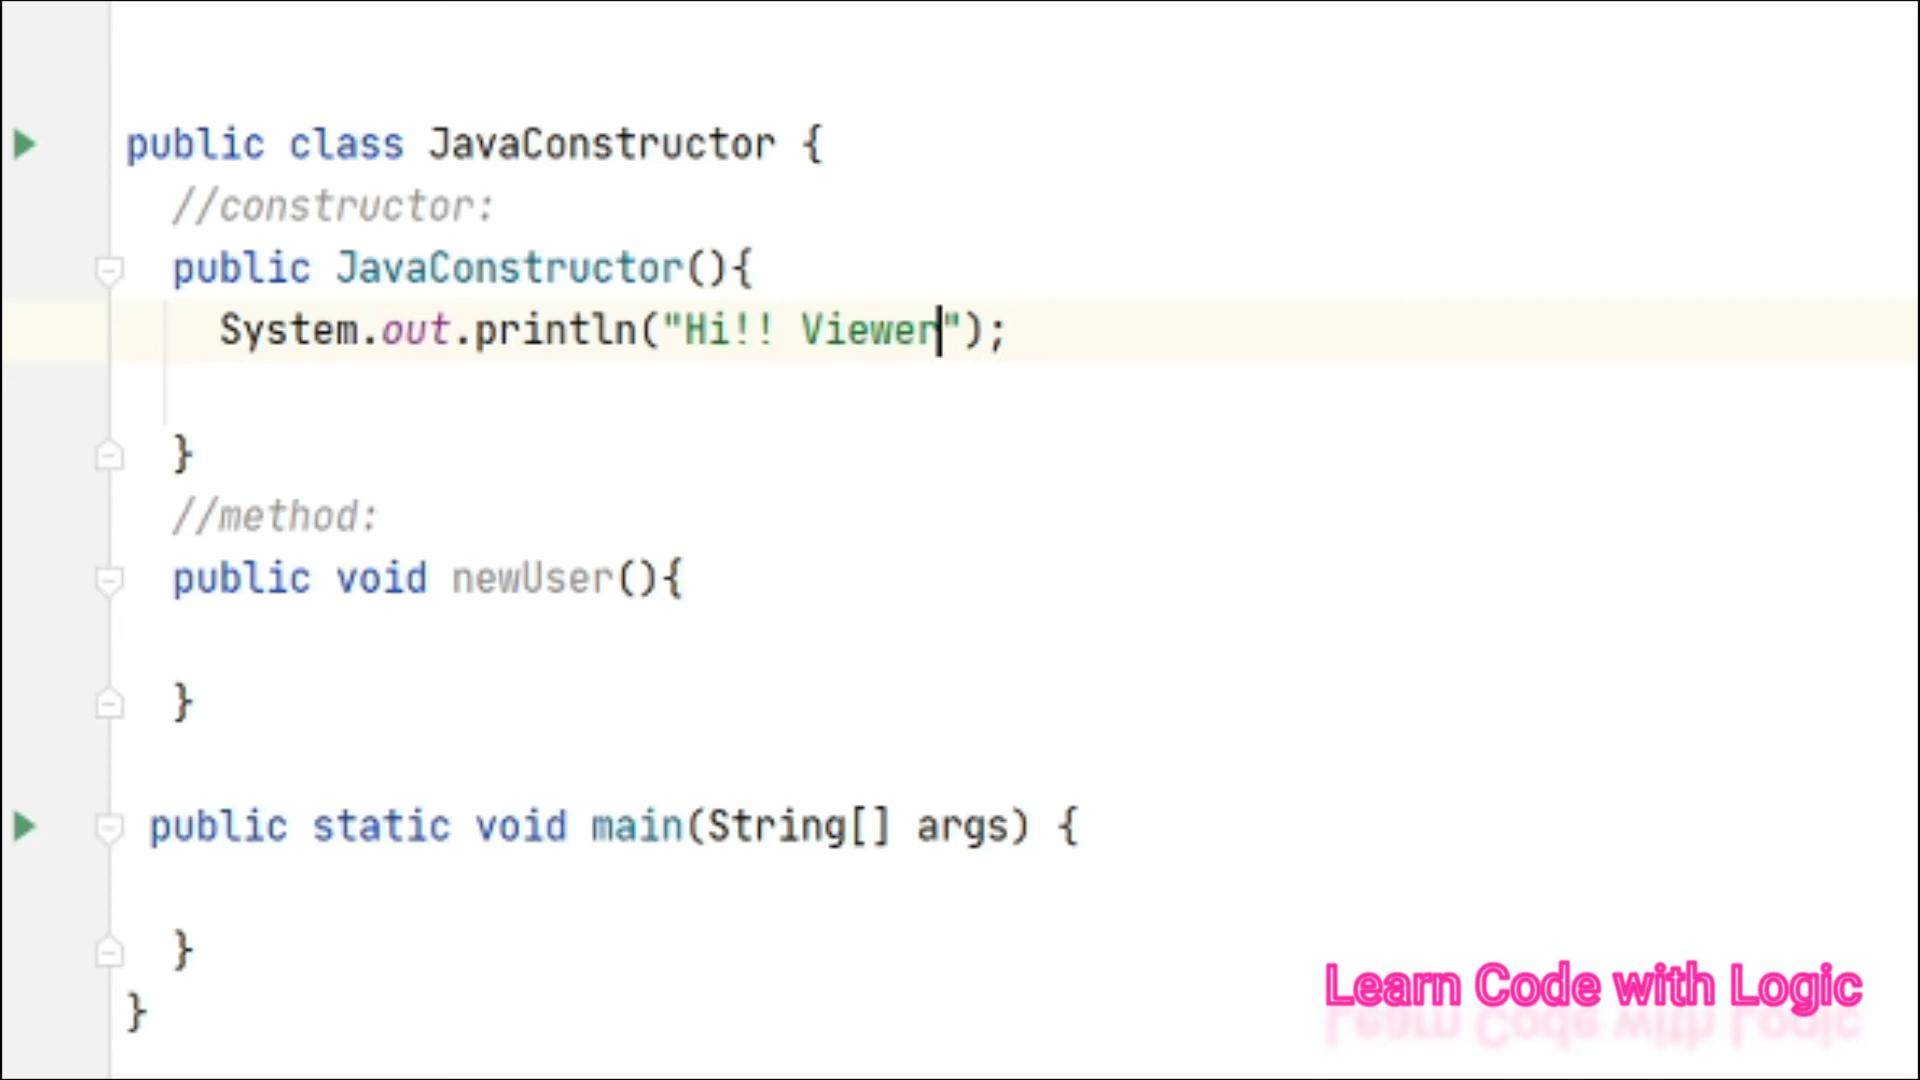 public class JavaConstructor {
//constructor:
public JavaConstructor(){
System.out.println("Hi!! Viewer");
}
//method:
public void newUser(){
}
public static void main(String[] args) {
}
}
Learn Code with Logic